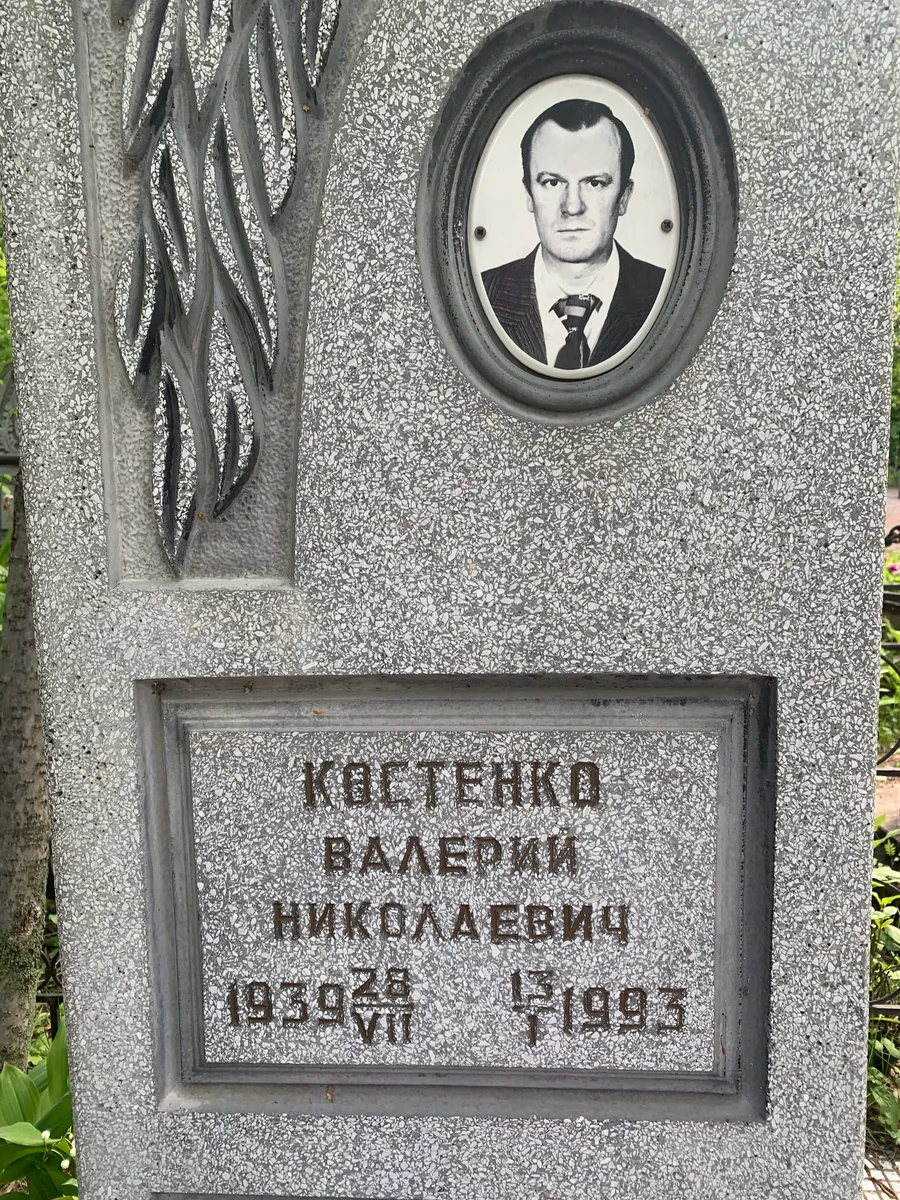 КОСТЕНКО
ВАЛЕРИЙ
НИКОЛАЕВИЧ
1939 28/VII 13/I 1993